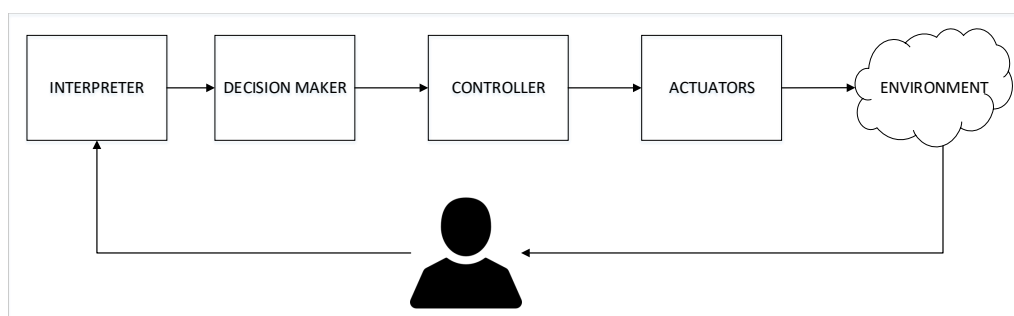 INTERPRETER
DECISION MAKER
CONTROLLER
ACTUATORS
ENVIRONMENT